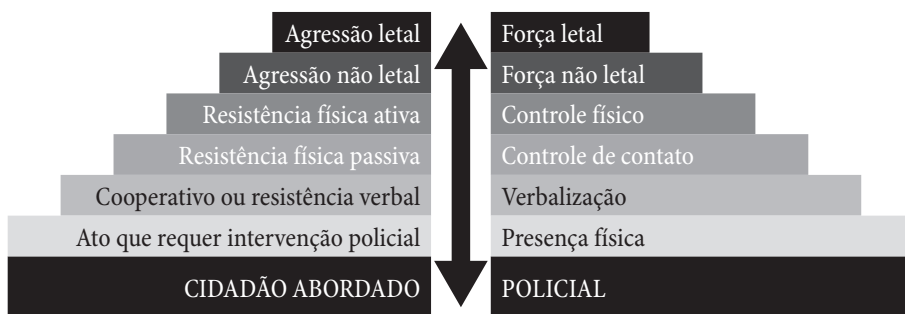 Agressão letal
Força letal
Agressão não letal
Força não letal
Resistência física ativa
Controle físico
Resistência física passiva
Controle de contato
Cooperativo ou resistência verbal
Verbalização
Ato que requer intervenção policial
Presença física
CIDADÃO ABORDADO
POLICIAL